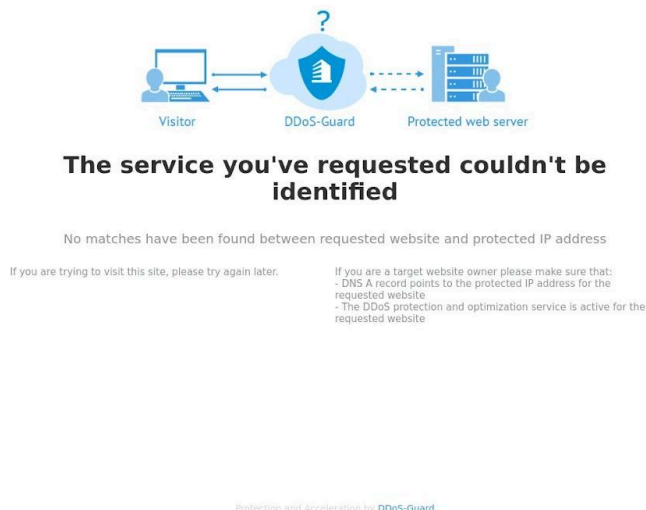 ?
Visitor
DDoS-Guard
Protected web server
The service you've requested couldn't be
identified
No matches have been found between requested website and protected IP address
If you are trying to visit this site, please try again later.
If you are a target website owner please make sure that:
- DNS A record points to the protected IP address for the
requested website
- The DDoS protection and optimization service is active for the
requested website
Protection and Acceleration by DDoS-Guard